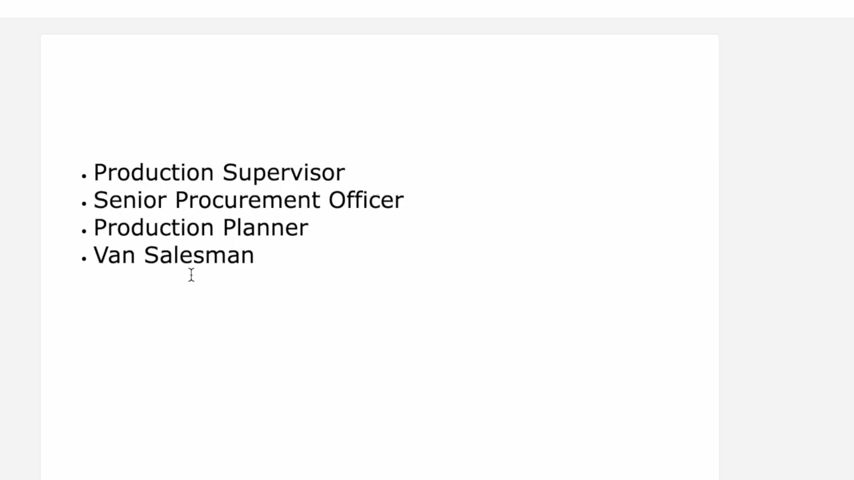 • Production Supervisor
• Senior Procurement Officer
• Production Planner
• Van Salesman